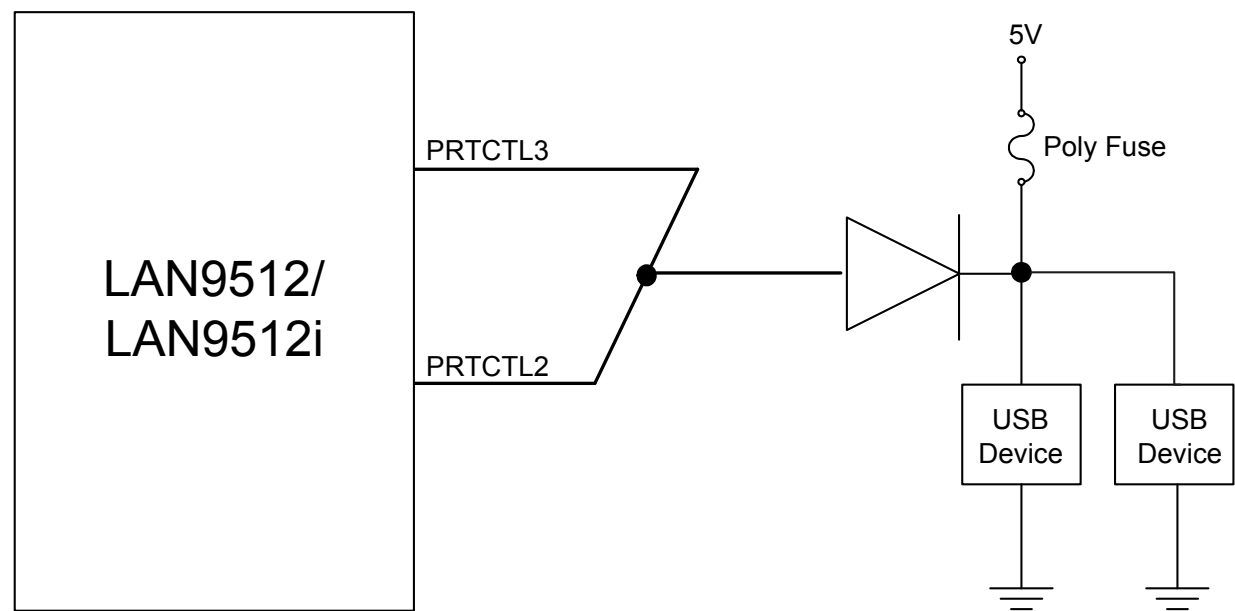 5V
Poly Fuse
PRTCTL3
LAN9512/
LAN9512i
PRTCTL2
USB
Device
USB
Device